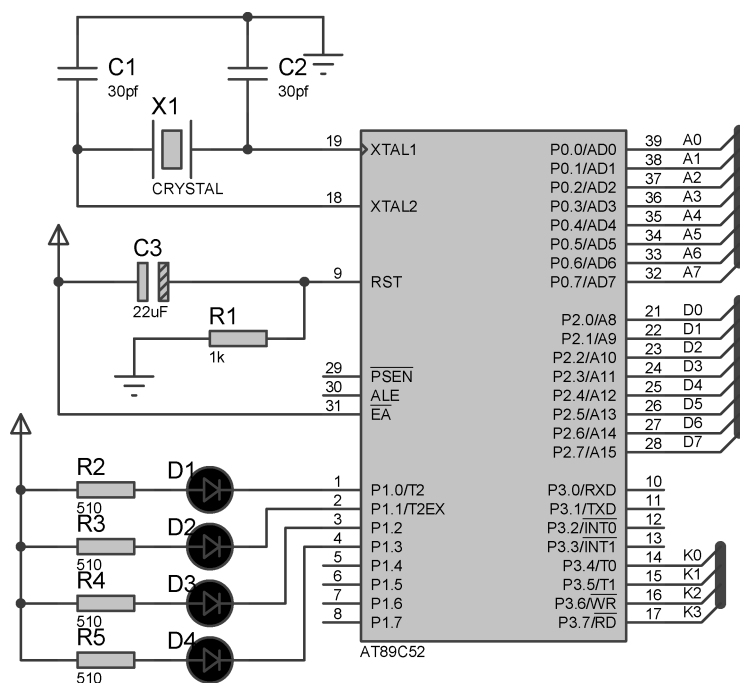 C1
30pf
C2
30pf
X1
CRYSTAL
C3
22uF
R1
1k
19 XTAL1
18 XTAL2
9 RST
29 PSEN
30 ALE
31 EA
1 P1.0/T2
2 P1.1/T2EX
3 P1.2
4 P1.3
5 P1.4
6 P1.5
7 P1.6
8 P1.7
P0.0/AD0 39 A0
P0.1/AD1 38 A1
P0.2/AD2 37 A2
P0.3/AD3 36 A3
P0.4/AD4 35 A4
P0.5/AD5 34 A5
P0.6/AD6 33 A6
P0.7/AD7 32 A7
P2.0/A8 21 D0
P2.1/A9 22 D1
P2.2/A10 23 D2
P2.3/A11 24 D3
P2.4/A12 25 D4
P2.5/A13 26 D5
P2.6/A14 27 D6
P2.7/A15 28 D7
P3.0/RXD 10
P3.1/TXD 11
P3.2/INT0 12
P3.3/INT1 13
P3.4/T0 14 K0
P3.5/T1 15 K1
P3.6/WR 16 K2
P3.7/RD 17 K3
AT89C52
R2
510
D1
R3
510
D2
R4
510
D3
R5
510
D4